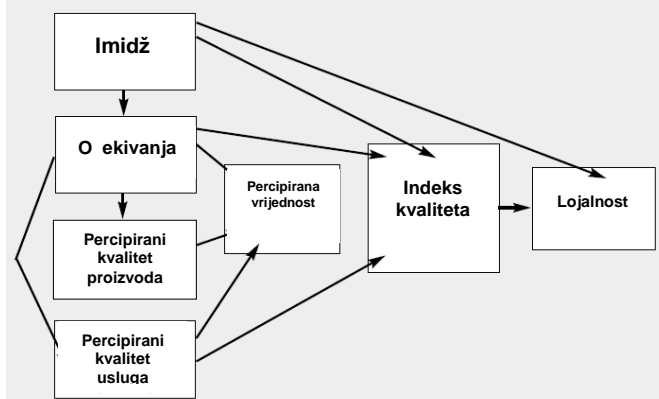 Imidž
O ekivanja
Percipirana
vrijednost
Indeks
kvaliteta
Lojalnost
Percipirani
kvalitet
proizvoda
Percipirani
kvalitet
usluga